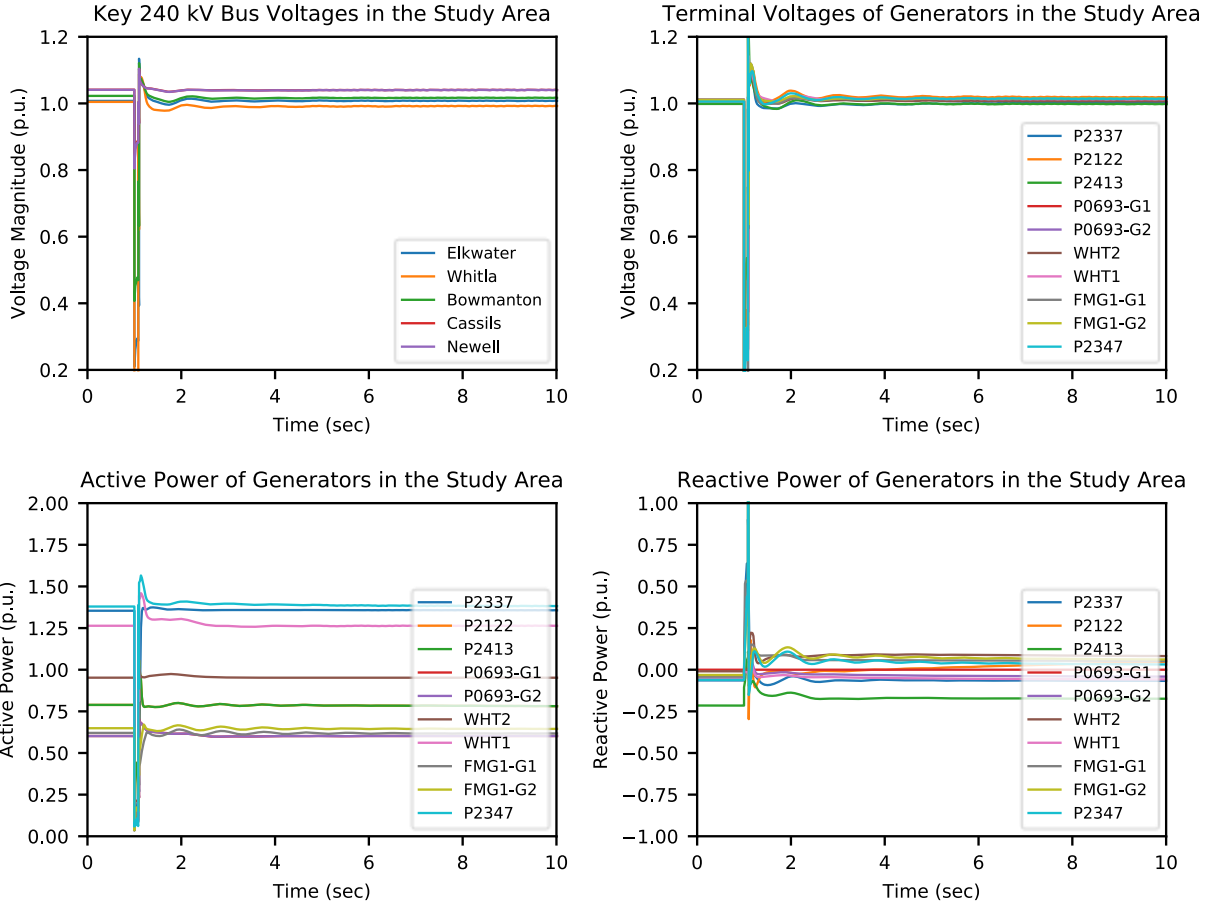 Key 240 kV Bus Voltages in the Study Area
1.2
1.0
0.8
0.6
0.4
0.2
Voltage Magnitude (p.u.)
Elkwater
Whitla
Bowmanton
Cassils
Newell
0 2 4 6 8 10
Time (sec)
Terminal Voltages of Generators in the Study Area
1.2
1.0
0.8
0.6
0.4
0.2
Voltage Magnitude (p.u.)
P2337
P2122
P2413
P0693-G1
P0693-G2
WHT2
WHT1
FMG1-G1
FMG1-G2
P2347
0 2 4 6 8 10
Time (sec)
Active Power of Generators in the Study Area
2.00
1.75
1.50
1.25
1.00
0.75
0.50
0.25
0.00
Active Power (p.u.)
P2337
P2122
P2413
P0693-G1
P0693-G2
WHT2
WHT1
FMG1-G1
FMG1-G2
P2347
0 2 4 6 8 10
Time (sec)
Reactive Power of Generators in the Study Area
1.00
0.75
0.50
0.25
0.00
−0.25
−0.50
−0.75
−1.00
Reactive Power (p.u.)
P2337
P2122
P2413
P0693-G1
P0693-G2
WHT2
WHT1
FMG1-G1
FMG1-G2
P2347
0 2 4 6 8 10
Time (sec)